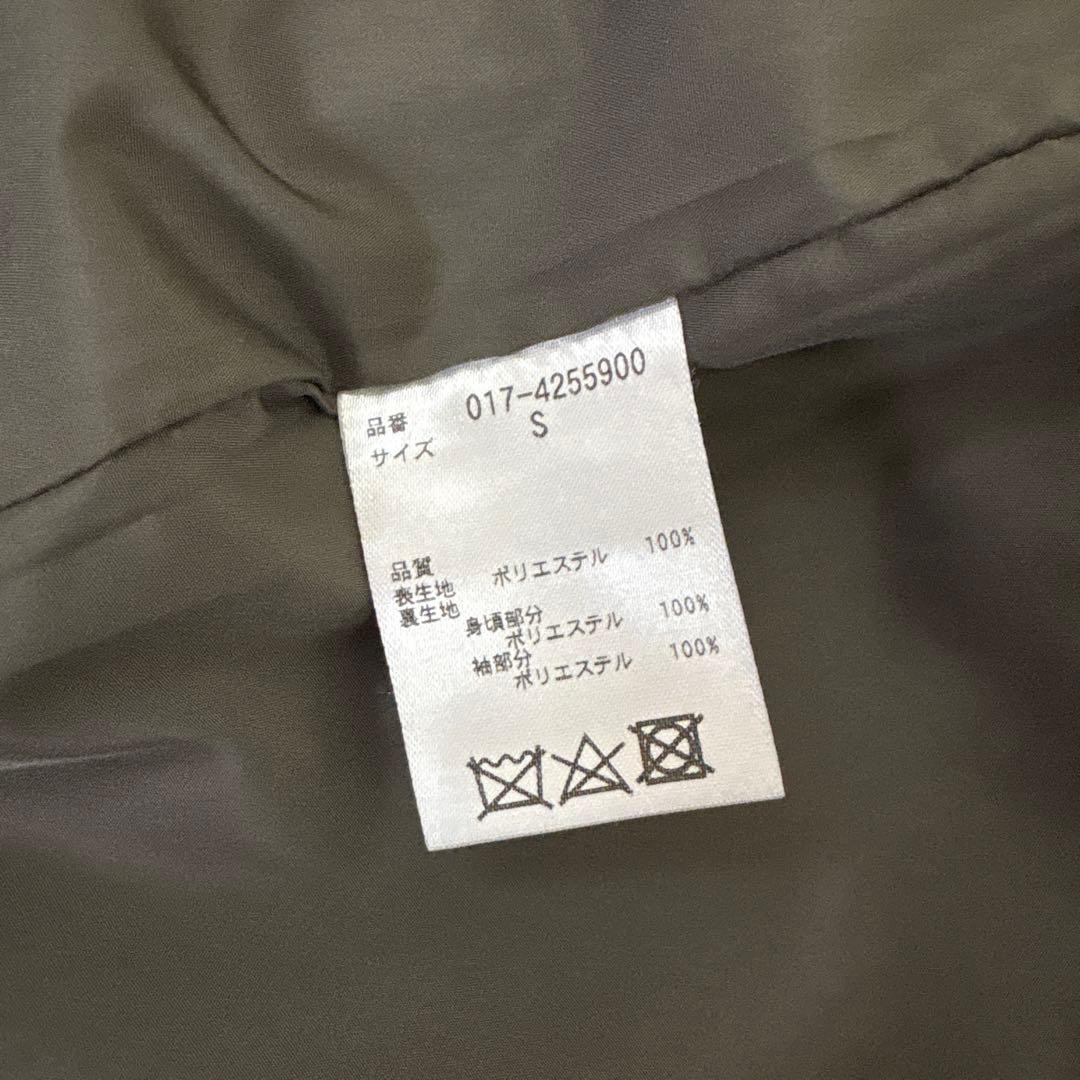 品番 017-4255900
サイズ S
品質
表生地 ポリエステル 100%
裏生地
身頃部分
ポリエステル 100%
袖部分
ポリエステル 100%